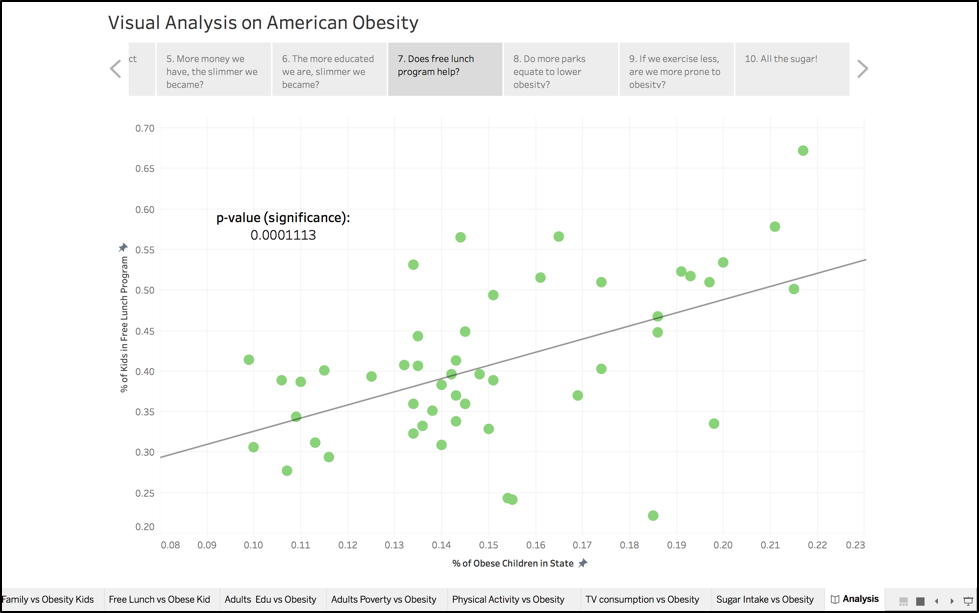 Visual Analysis on American Obesity
ct
5. More money we
have, the slimmer we
became?
6. The more educated
we are, slimmer we
became?
7. Does free lunch
program help?
8. Do more parks
equate to lower
obesity?
9. If we exercise less,
are we more prone to
obesity?
10. All the sugar!
0.70
0.65
0.60
0.55
0.50
0.45
0.40
0.35
0.30
0.25
0.20
% of Kids in Free Lunch Program
p-value (significance):
0.0001113
0.08 0.09 0.10 0.11 0.12 0.13 0.14 0.15 0.16 0.17 0.18 0.19 0.20 0.21 0.22 0.23
% of Obese Children in State
Family vs Obesity Kids Free Lunch vs Obese Kid Adults Edu vs Obesity Adults Poverty vs Obesity Physical Activity vs Obesity TV consumption vs Obesity Sugar Intake vs Obesity Analysis